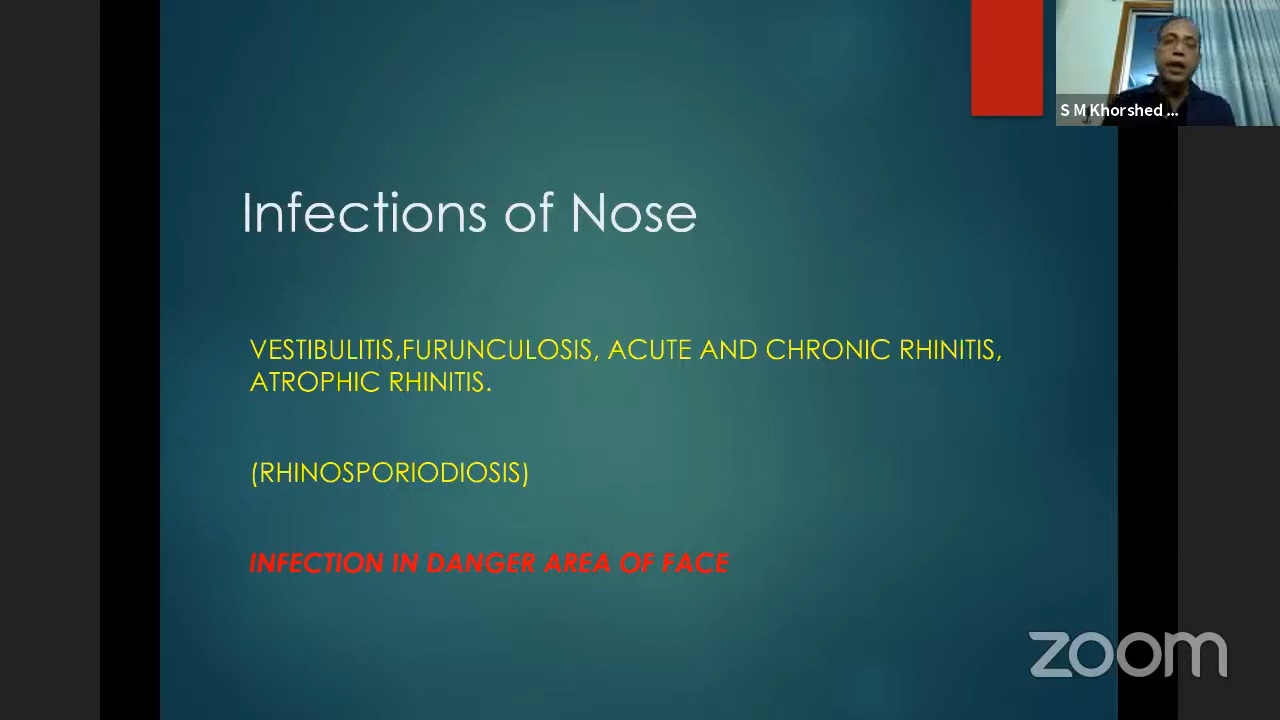 S M Khorshed ...
Infections of Nose
VESTIBULITIS,FURUNCULOSIS, ACUTE AND CHRONIC RHINITIS,
ATROPHIC RHINITIS.
(RHINOSPORIODIOSIS)
INFECTION IN DANGER AREA OF FACE
zoom